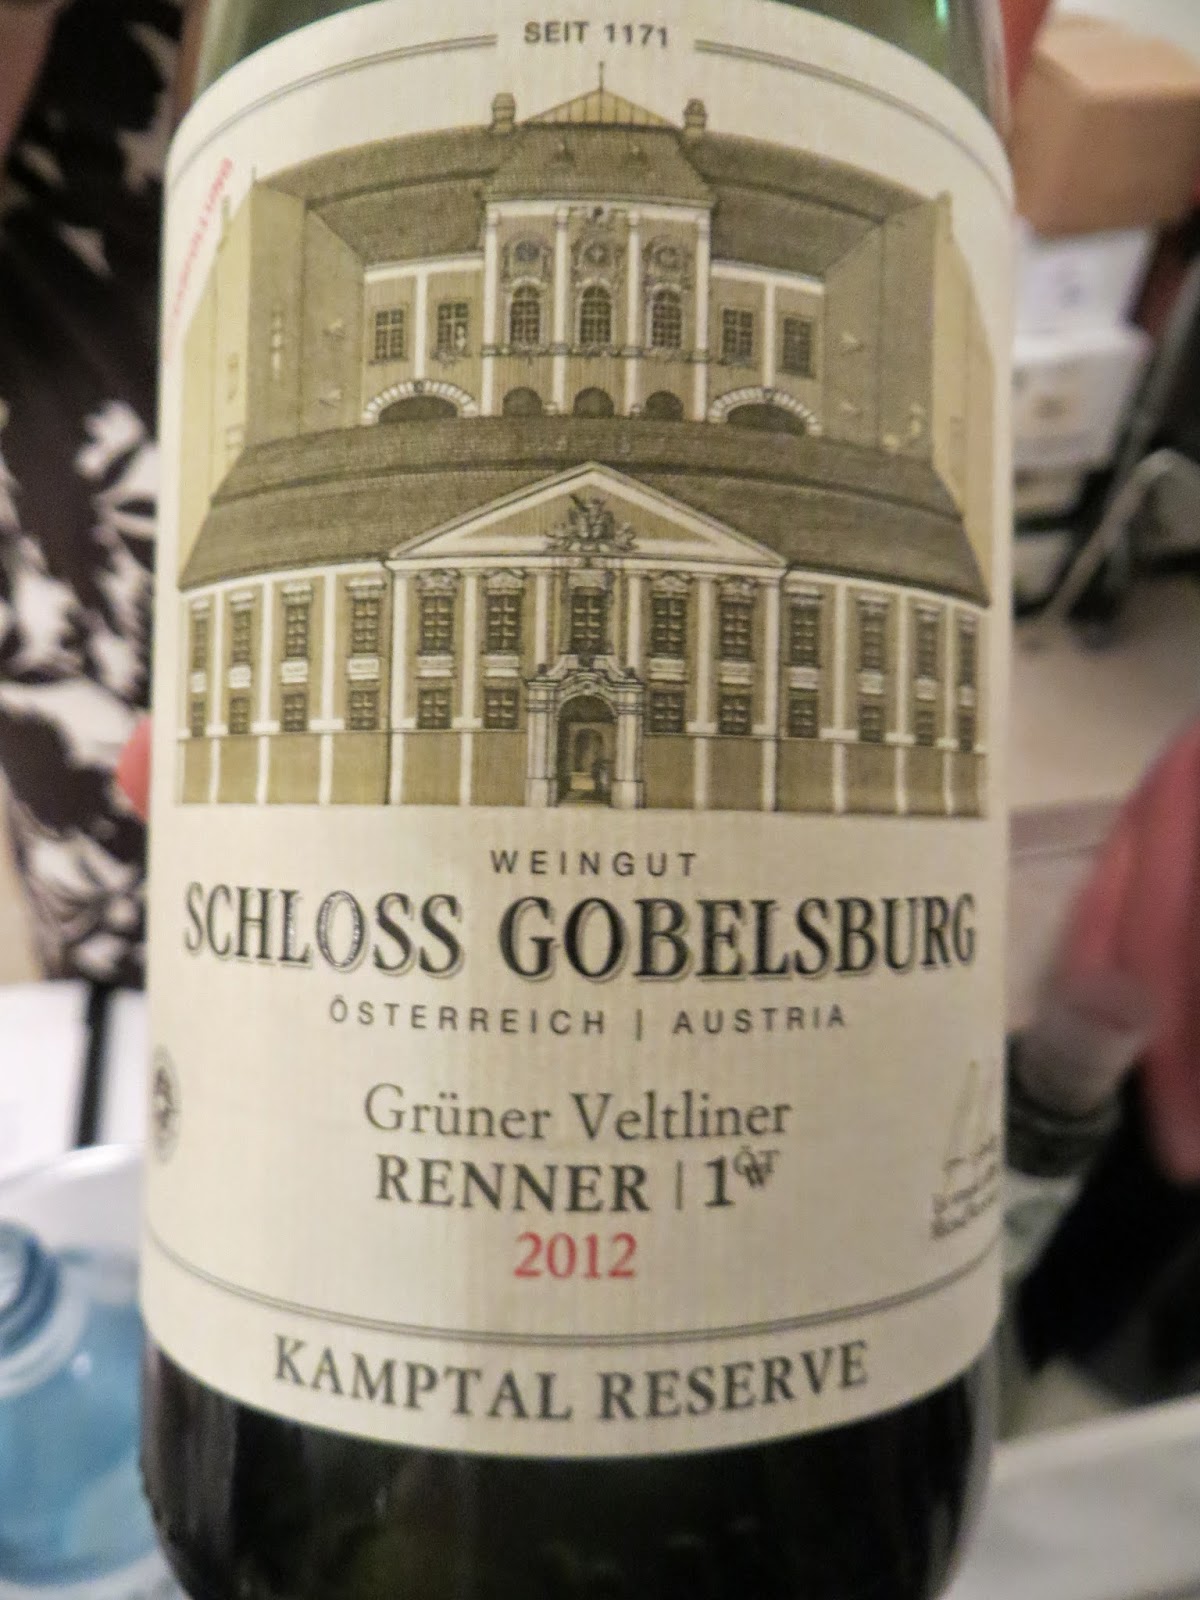 SEIT 1171
WEINGUT
SCHLOSS GOBELSBURG
ÖSTERREICH | AUSTRIA
Grüner Veltliner
RENNER | 1ÖTW
2012
KAMPTAL RESERVE